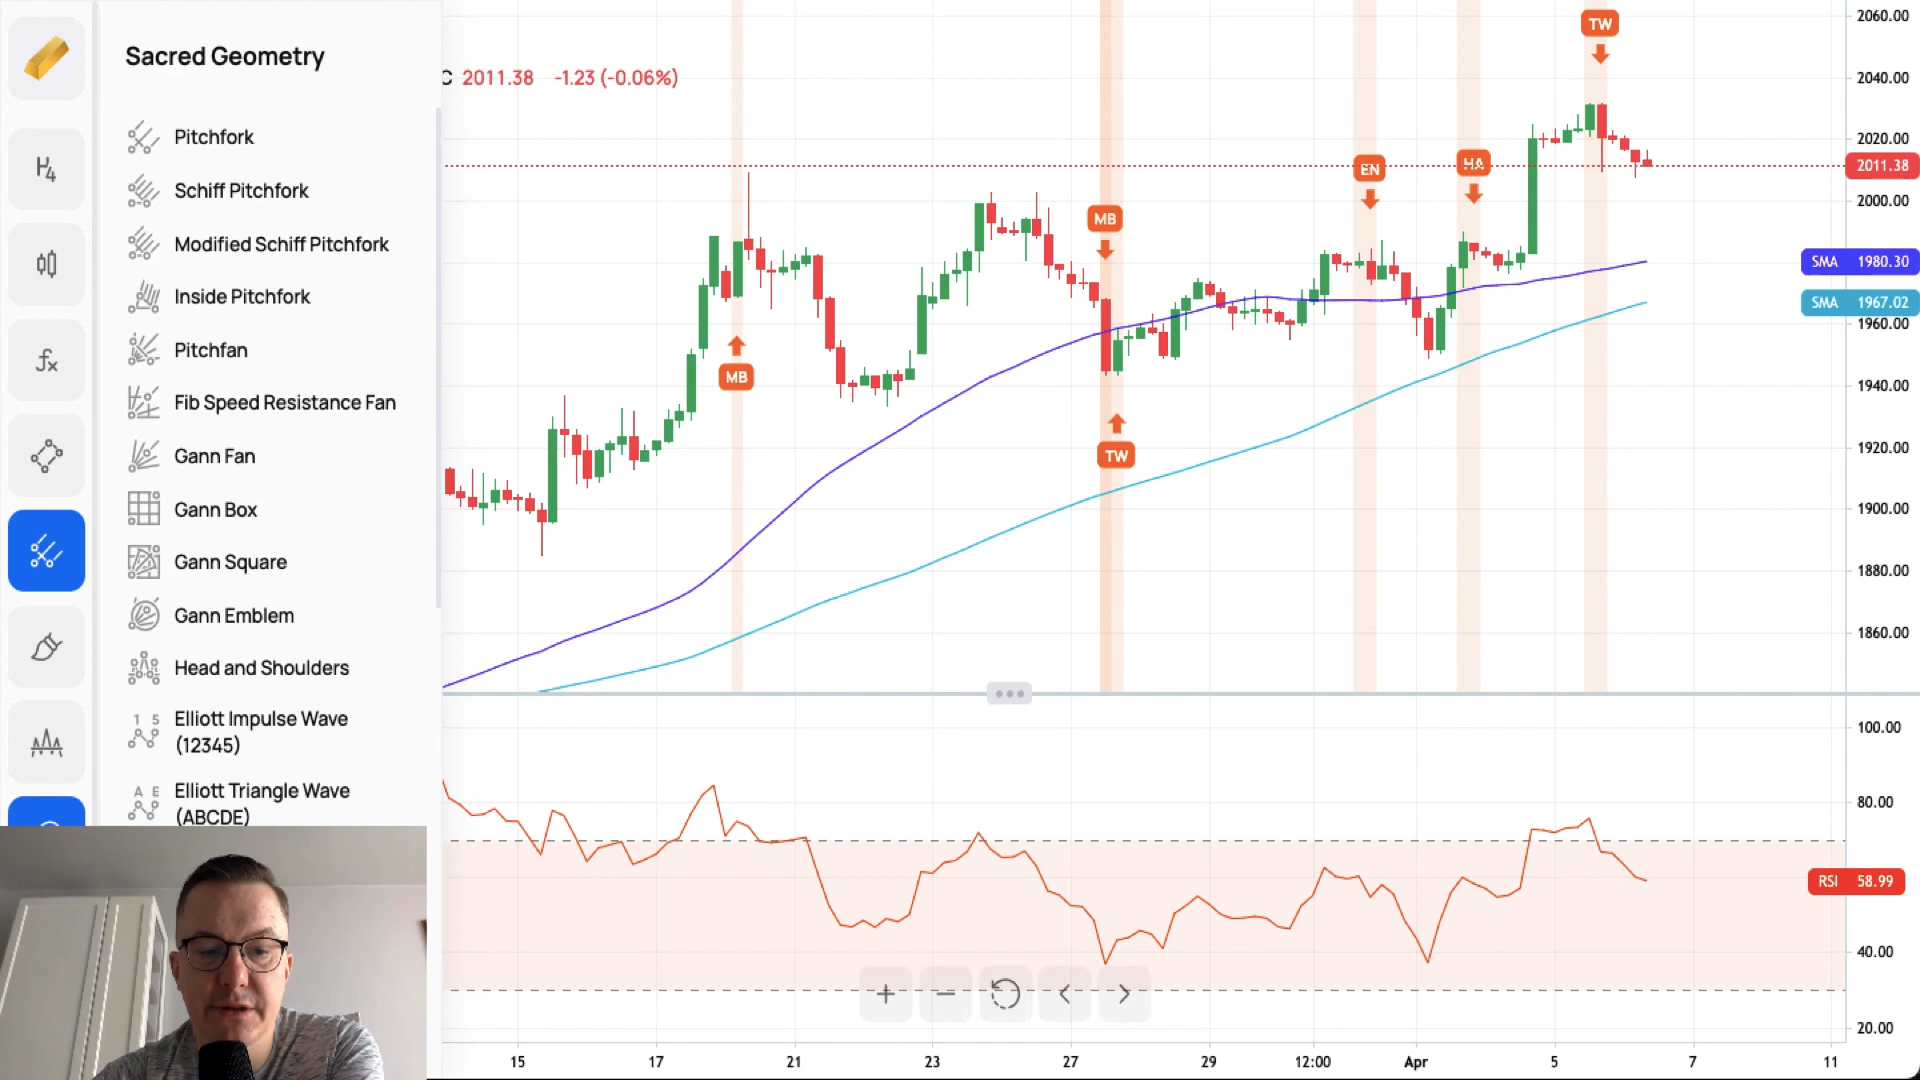 Sacred Geometry
H4
fx
Pitchfork
Schiff Pitchfork
Modified Schiff Pitchfork
Inside Pitchfork
Pitchfan
Fib Speed Resistance Fan
Gann Fan
Gann Box
Gann Square
Gann Emblem
Head and Shoulders
1 5
Elliott Impulse Wave
(12345)
A E
Elliott Triangle Wave
(ABCDE)
C 2011.38 -1.23 (-0.06%)
MB
MB
TW
EN
HA
TW
2060.00
2040.00
2020.00
2011.38
2000.00
SMA 1980.30
SMA 1967.02
1960.00
1940.00
1920.00
1900.00
1880.00
1860.00
100.00
80.00
RSI 58.99
40.00
20.00
15 17 21 23 27 29 12:00 Apr 5 7 11